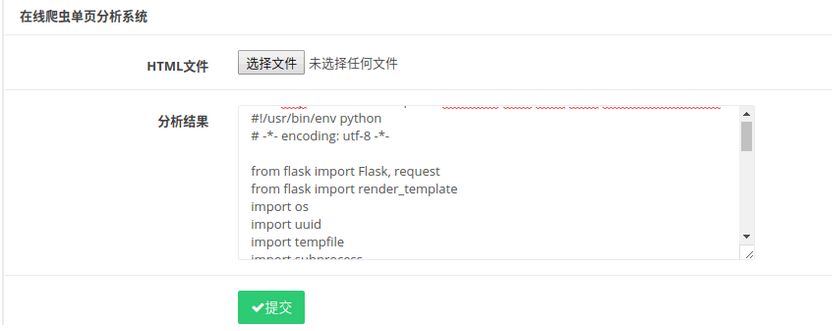 在线爬虫单页分析系统
HTML文件
选择文件 未选择任何文件
分析结果
#!/usr/bin/env python
# -*- encoding: utf-8 -*-
from flask import Flask, request
from flask import render_template
import os
import uuid
import tempfile
import subprocess
提交